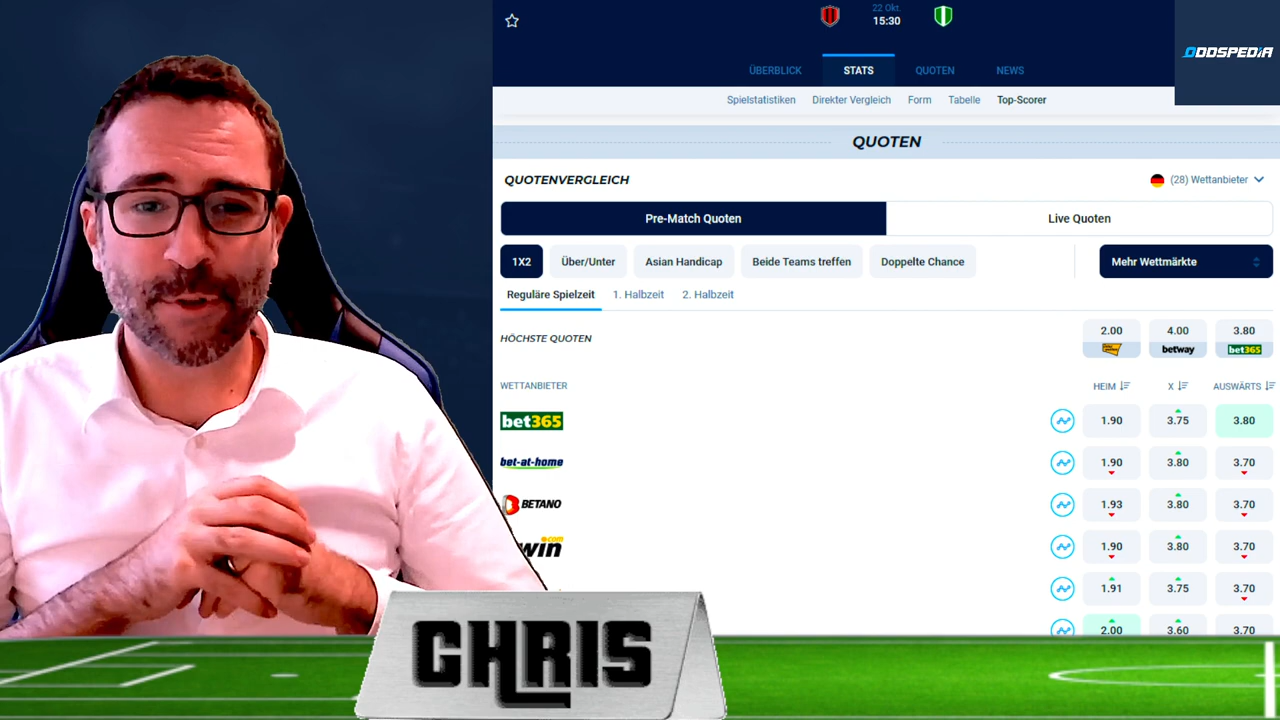 22 Okt.
15:30
ODDSPEDIA
ÜBERBLICK STATS QUOTEN NEWS
Spielstatistiken Direkter Vergleich Form Tabelle Top-Scorer
QUOTEN
QUOTENVERGLEICH (28) Wettanbieter
Pre-Match Quoten Live Quoten
1X2 Über/Unter Asian Handicap Beide Teams treffen Doppelte Chance Mehr Wettmärkte
Reguläre Spielzeit 1. Halbzeit 2. Halbzeit
HÖCHSTE QUOTEN 2.00 4.00 3.80
betway bet365
WETTANBIETER HEIM X AUSWÄRTS
bet365 1.90 3.75 3.80
bet-at-home 1.90 3.80 3.70
BETANO 1.93 3.80 3.70
win.com 1.90 3.80 3.70
1.91 3.75 3.70
2.00 3.60 3.70
CHRIS